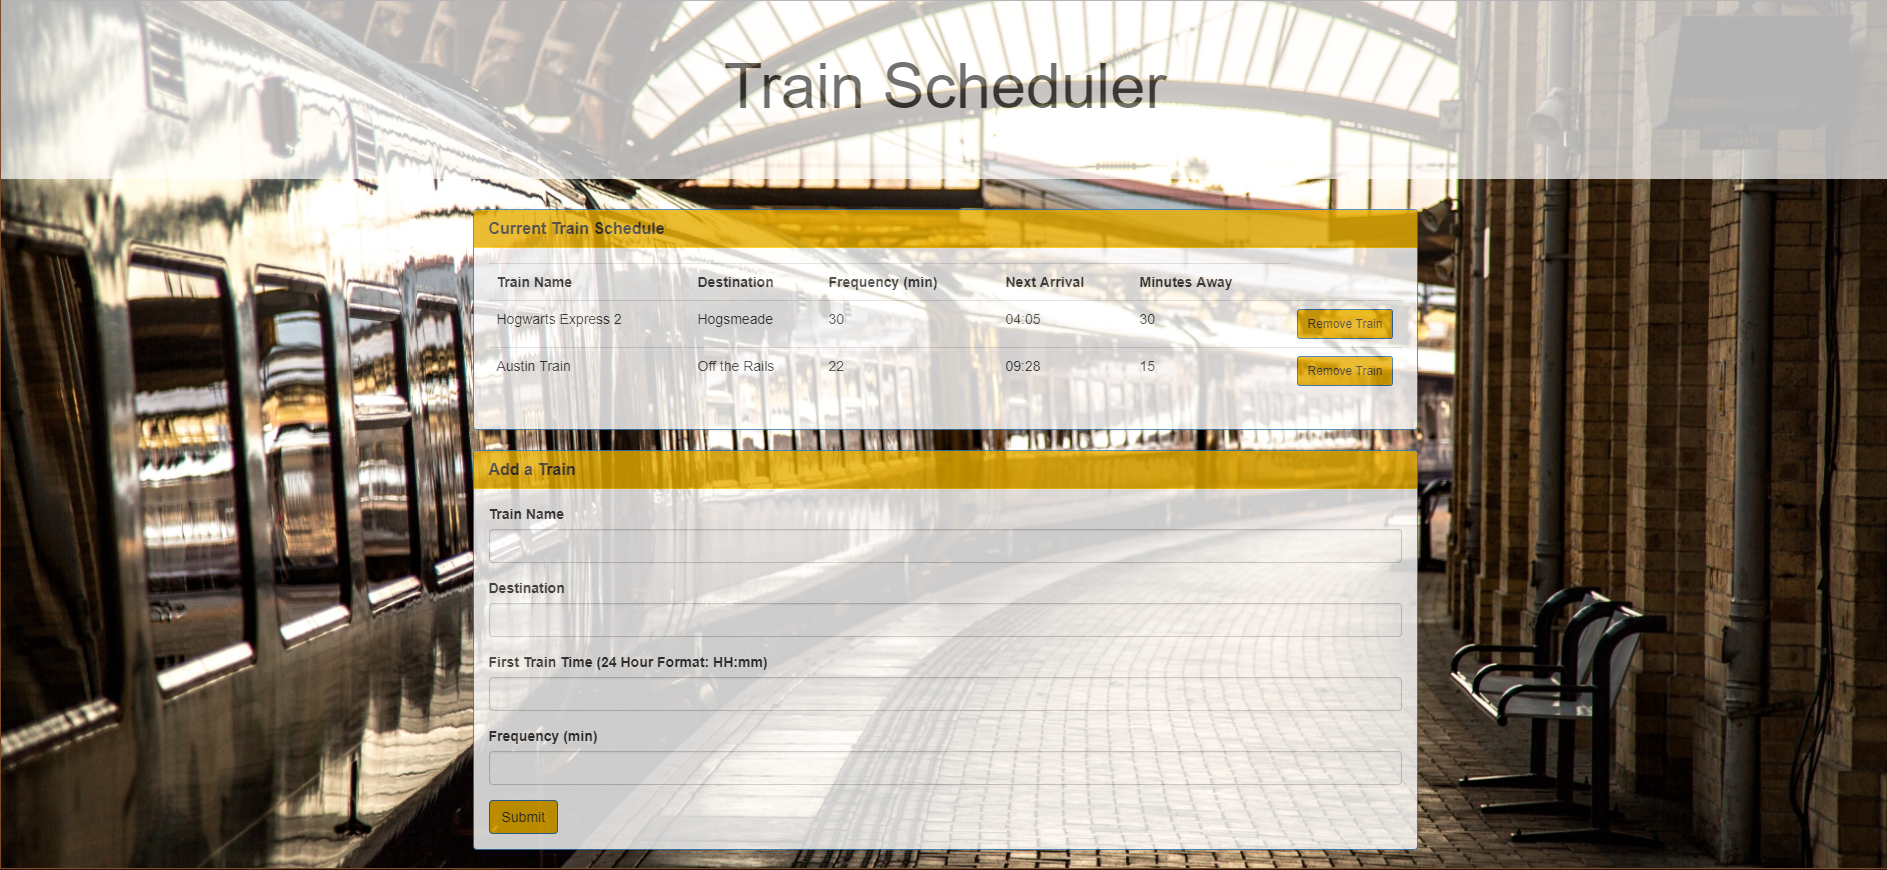 Train Scheduler
Current Train Schedule
Train Name Destination Frequency (min) Next Arrival Minutes Away
Hogwarts Express 2 Hogsmeade 30 04:05 30 Remove Train
Austin Train Off the Rails 22 09:28 15 Remove Train
Add a Train
Train Name
Destination
First Train Time (24 Hour Format: HH:mm)
Frequency (min)
Submit